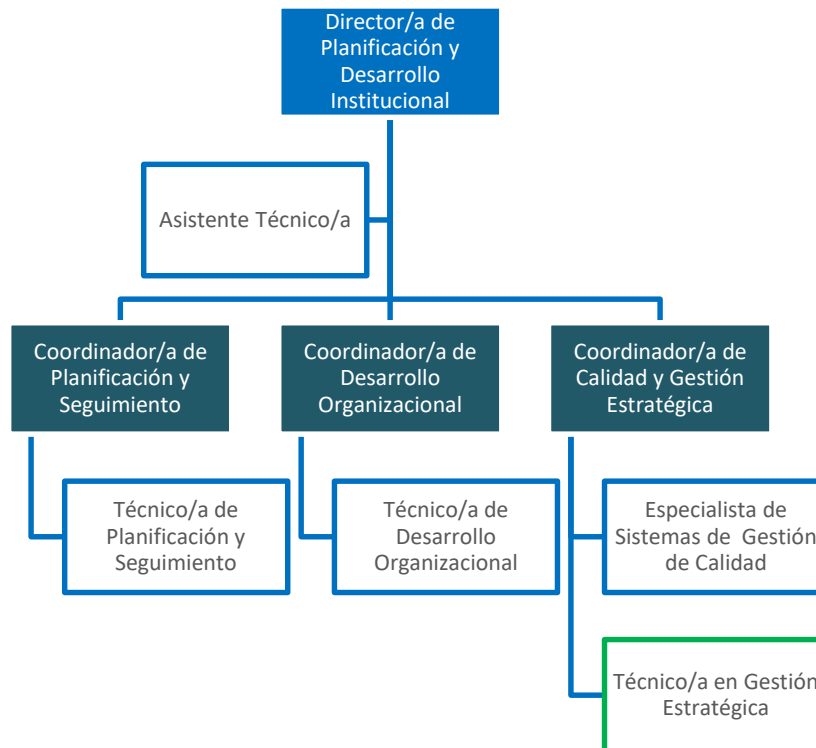 Director/a de
Planificación y
Desarrollo
Institucional
Asistente Técnico/a
Coordinador/a de
Planificación y
Seguimiento
Coordinador/a de
Desarrollo
Organizacional
Coordinador/a de
Calidad y Gestión
Estratégica
Técnico/a de
Planificación y
Seguimiento
Técnico/a de
Desarrollo
Organizacional
Especialista de
Sistemas de Gestión
de Calidad
Técnico/a en Gestión
Estratégica